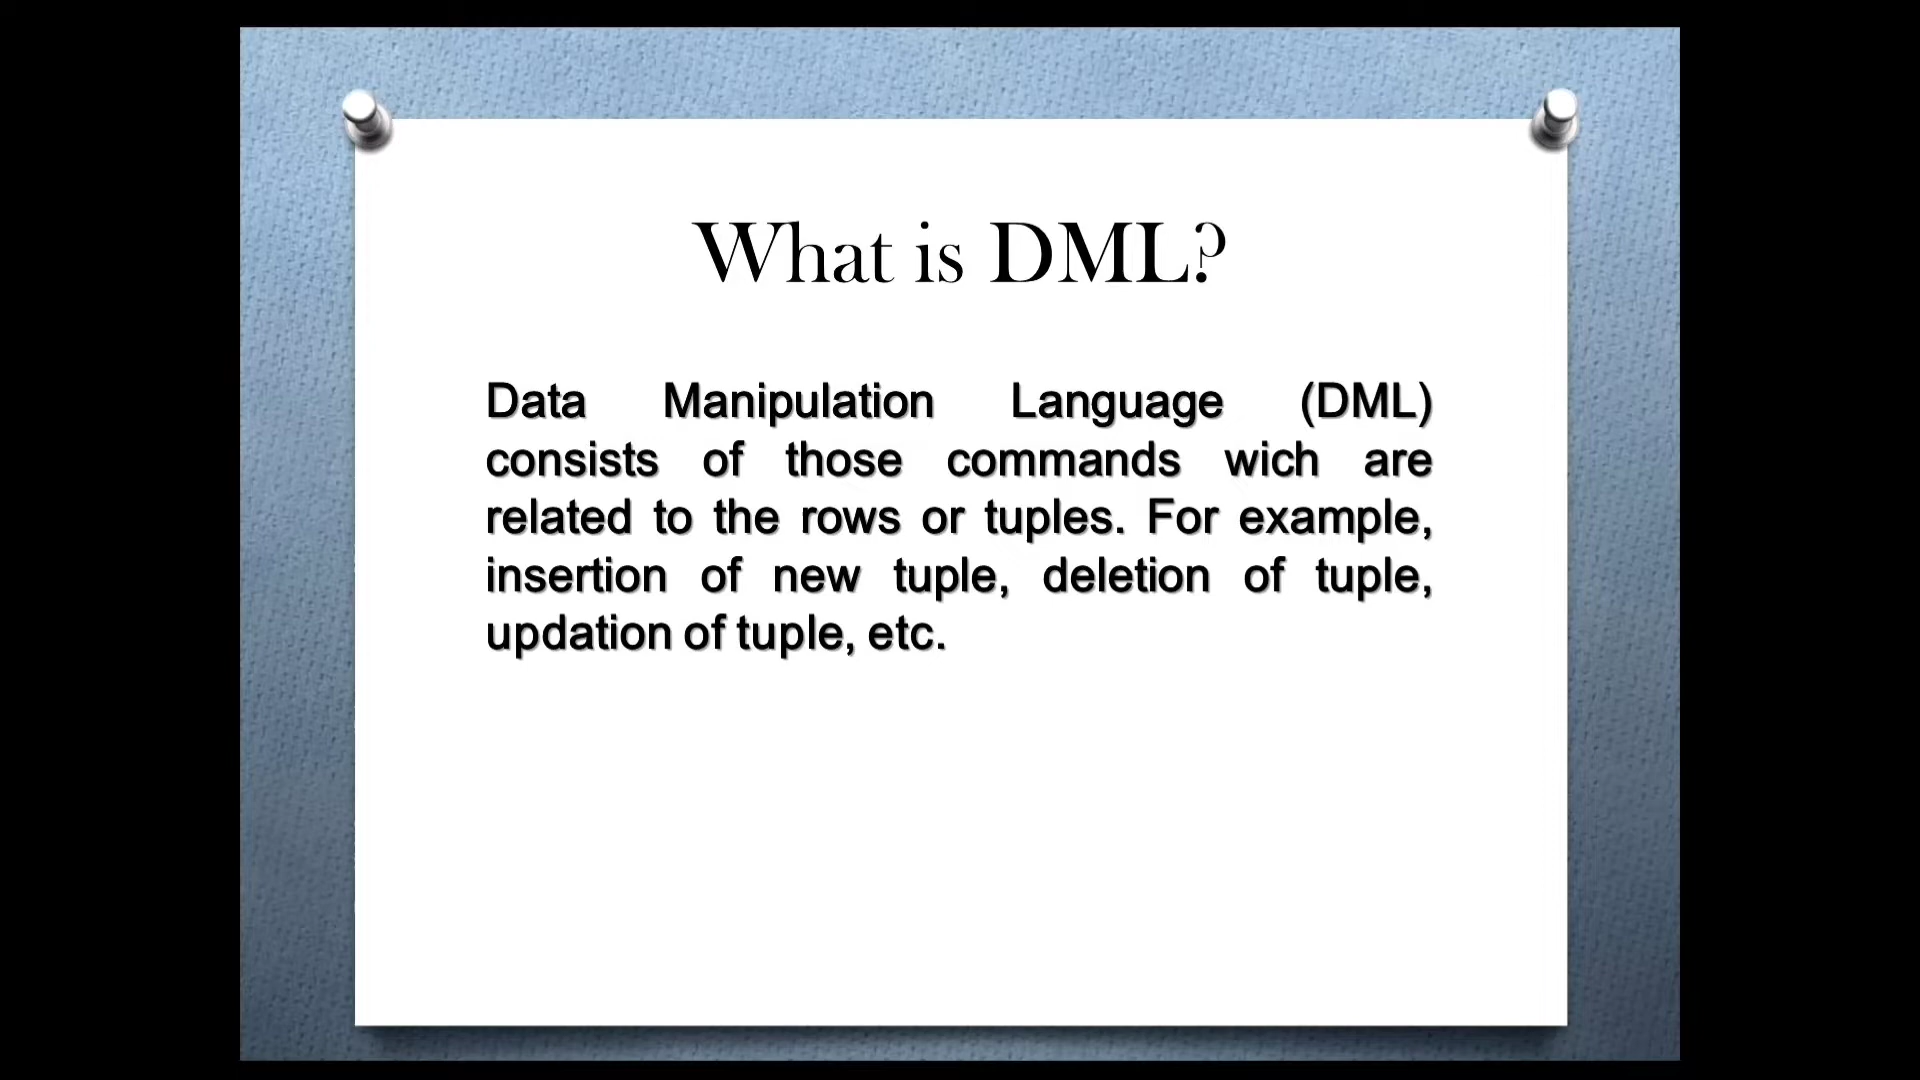 What is DML?
Data Manipulation Language (DML)
consists of those commands wich are
related to the rows or tuples. For example,
insertion of new tuple, deletion of tuple,
updation of tuple, etc.